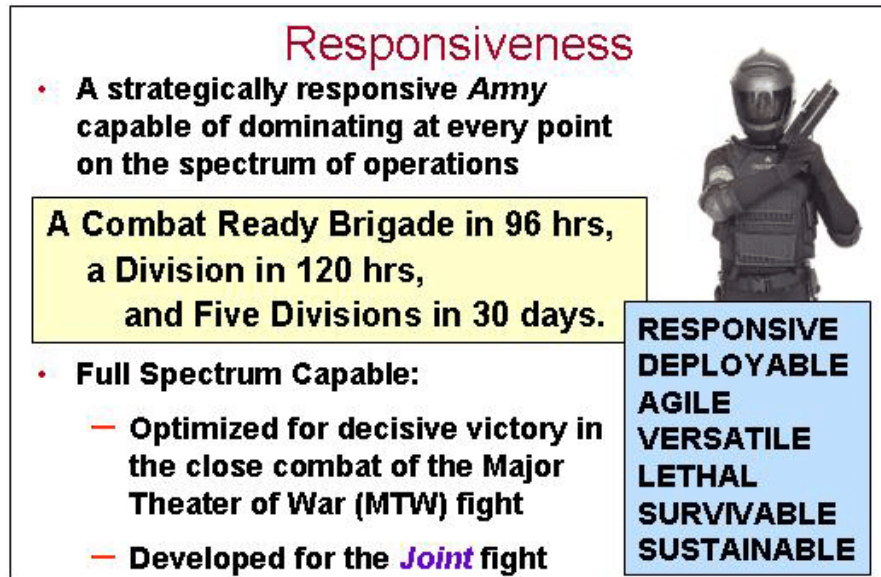 Responsiveness
• A strategically responsive Army
capable of dominating at every point
on the spectrum of operations
A Combat Ready Brigade in 96 hrs,
a Division in 120 hrs,
and Five Divisions in 30 days.
• Full Spectrum Capable:
– Optimized for decisive victory in
the close combat of the Major
Theater of War (MTW) fight
– Developed for the Joint fight
RESPONSIVE
DEPLOYABLE
AGILE
VERSATILE
LETHAL
SURVIVABLE
SUSTAINABLE